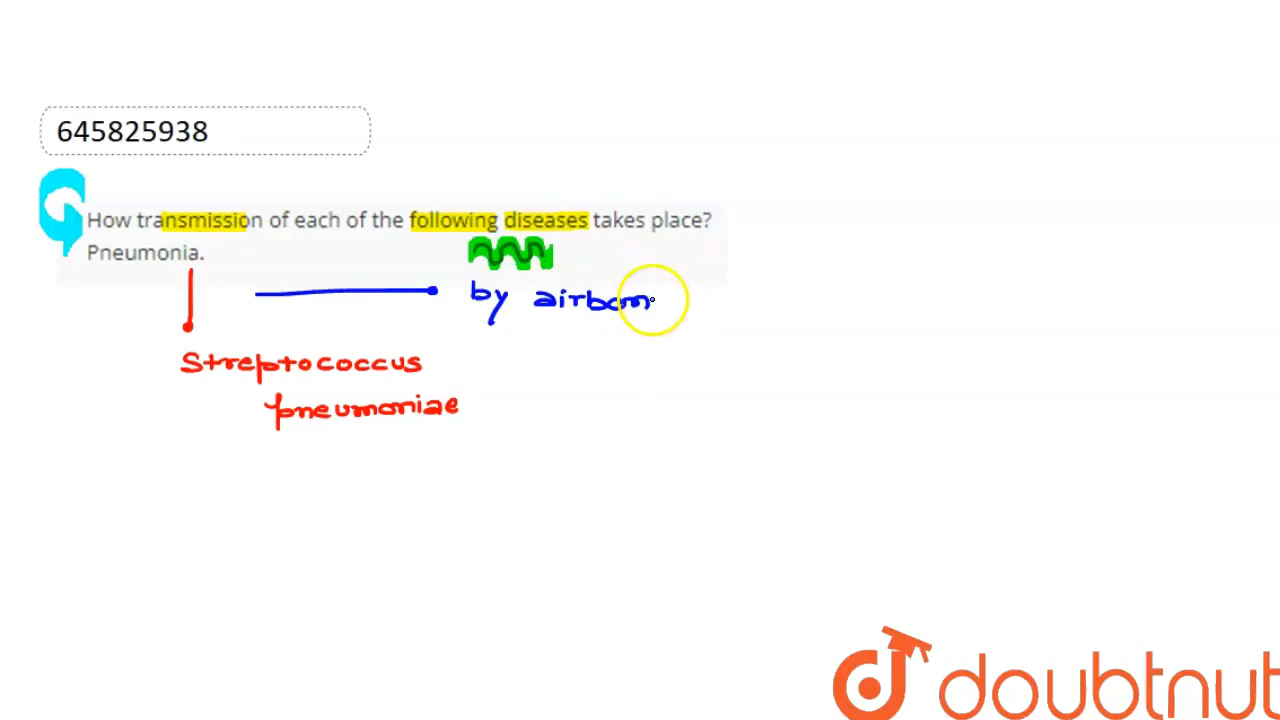 645825938
How transmission of each of the following diseases takes place?
Pneumonia.
by airborn
Streptococcus
pneumoniae
doubtnut